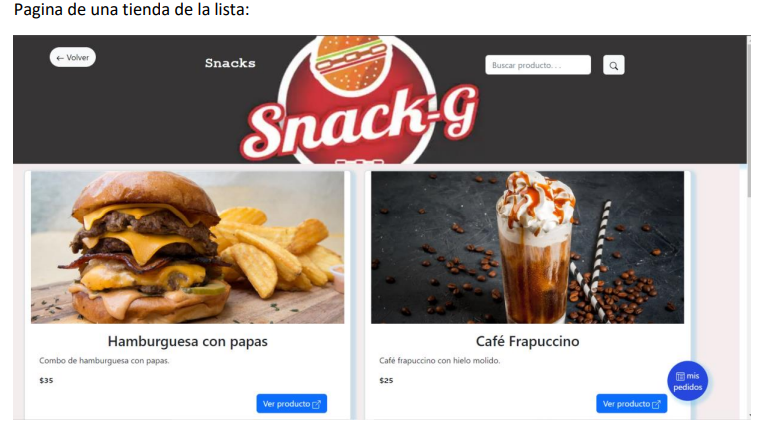 Pagina de una tienda de la lista:
← Volver
Snacks
Buscar producto. . .
Snack-G
Hamburguesa con papas
Combo de hamburguesa con papas.
$35
Ver producto
Café Frapuccino
Café frapuccino con hielo molido.
$25
Ver producto
mis
pedidos